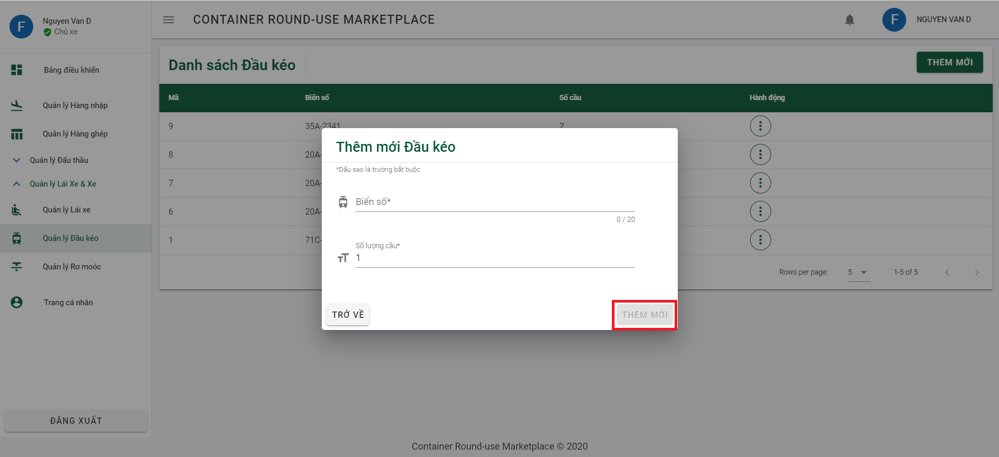 F
Nguyen Van D
Chủ xe
CONTAINER ROUND-USE MARKETPLACE
F
NGUYEN VAN D
Bảng điều khiển
Quản lý Hàng nhập
Quản lý Hàng ghép
Quản lý Đấu thầu
Quản lý Lái Xe & Xe
Quản lý Lái xe
Quản lý Đầu kéo
Quản lý Rơ moóc
Trang cá nhân
ĐĂNG XUẤT
Danh sách Đầu kéo
THÊM MỚI
Mã Biển số Số cầu Hành động
9 35A-2341 2
8 20A-
7 20A-
6 20A-
1 71C-
Rows per page: 5 1-5 of 5
Thêm mới Đầu kéo
*Dấu sao là trường bắt buộc
Biển số*
0 / 20
Số lượng cầu*
1
TRỞ VỀ
THÊM MỚI
Container Round-use Marketplace © 2020